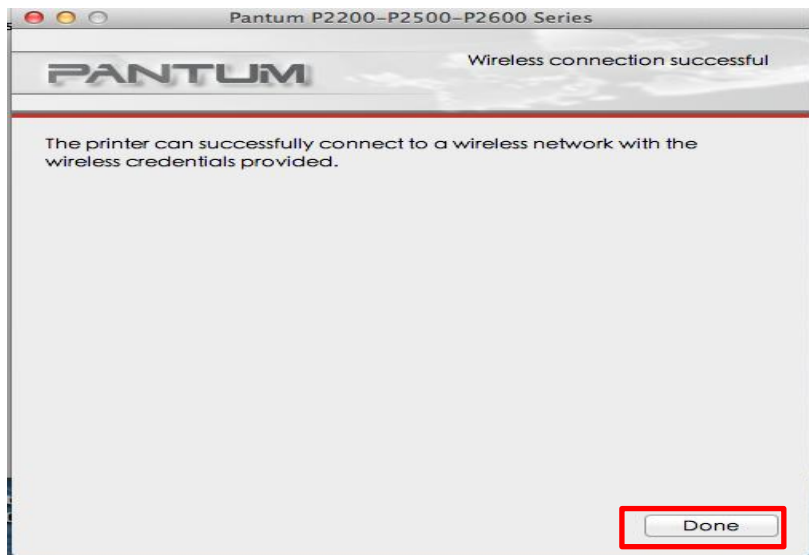 Pantum P2200-P2500-P2600 Series
PANTUM
Wireless connection successful
The printer can successfully connect to a wireless network with the
wireless credentials provided.
Done